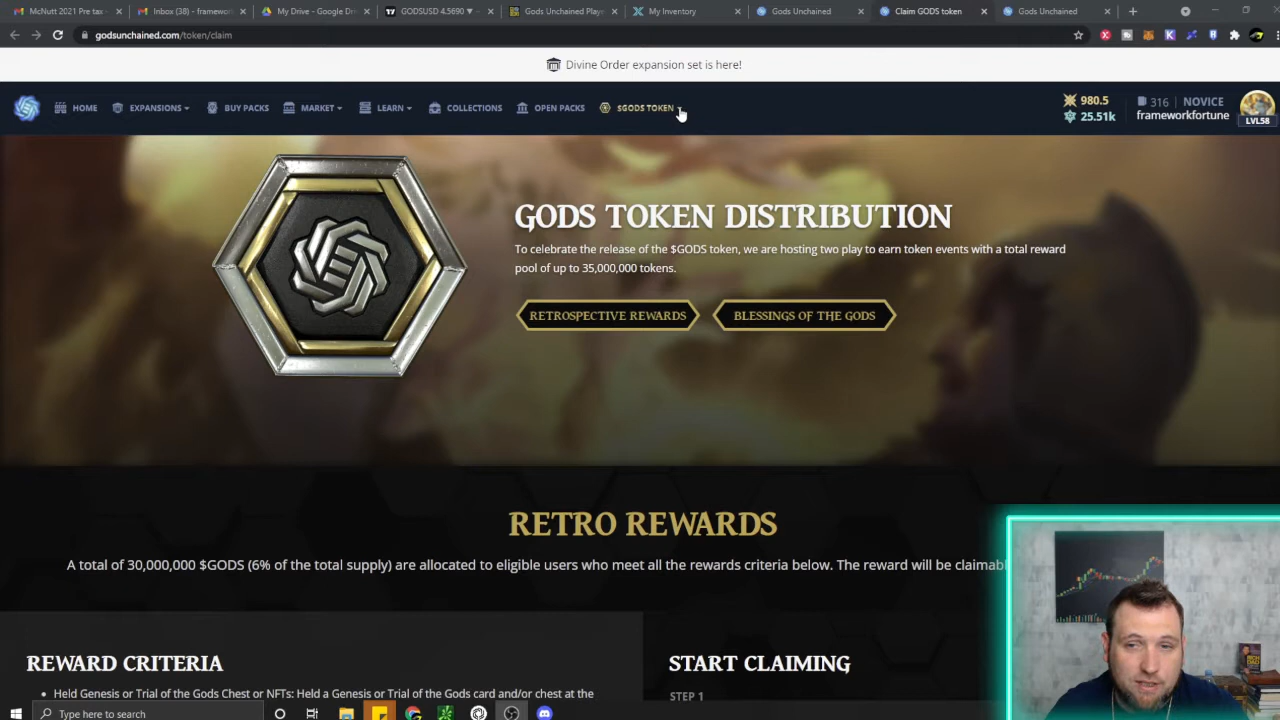 McNutt 2021 Pre tax
Inbox (38) - framewor
My Drive - Google Dri
GODSUSD 4.5690 ▼
Gods Unchained Play
My Inventory
Gods Unchained
Claim GODS token
Gods Unchained
godsunchained.com/token/claim
Divine Order expansion set is here!
HOME
EXPANSIONS
BUY PACKS
MARKET
LEARN
COLLECTIONS
OPEN PACKS
$GODS TOKEN
980.5
25.51k
316 | NOVICE
frameworkfortune
LVL58
GODS TOKEN DISTRIBUTION
To celebrate the release of the $GODS token, we are hosting two play to earn token events with a total reward
pool of up to 35,000,000 tokens.
RETROSPECTIVE REWARDS
BLESSINGS OF THE GODS
RETRO REWARDS
A total of 30,000,000 $GODS (6% of the total supply) are allocated to eligible users who meet all the rewards criteria below. The reward will be claimable
REWARD CRITERIA
• Held Genesis or Trial of the Gods Chest or NFTs: Held a Genesis or Trial of the Gods card and/or chest at the
START CLAIMING
STEP 1
RICH
DAD
Type here to search